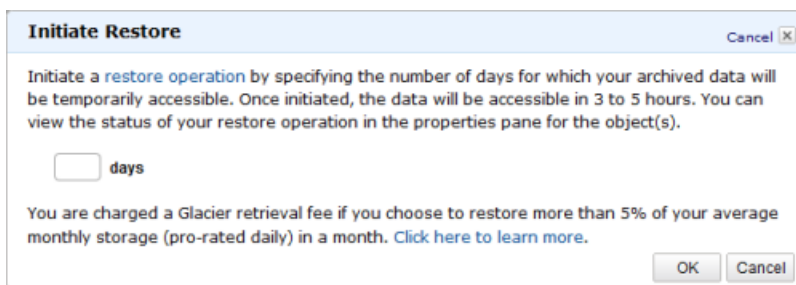 Initiate Restore
Cancel
Initiate a restore operation by specifying the number of days for which your archived data will
be temporarily accessible. Once initiated, the data will be accessible in 3 to 5 hours. You can
view the status of your restore operation in the properties pane for the object(s).
days
You are charged a Glacier retrieval fee if you choose to restore more than 5% of your average
monthly storage (pro-rated daily) in a month. Click here to learn more.
OK Cancel